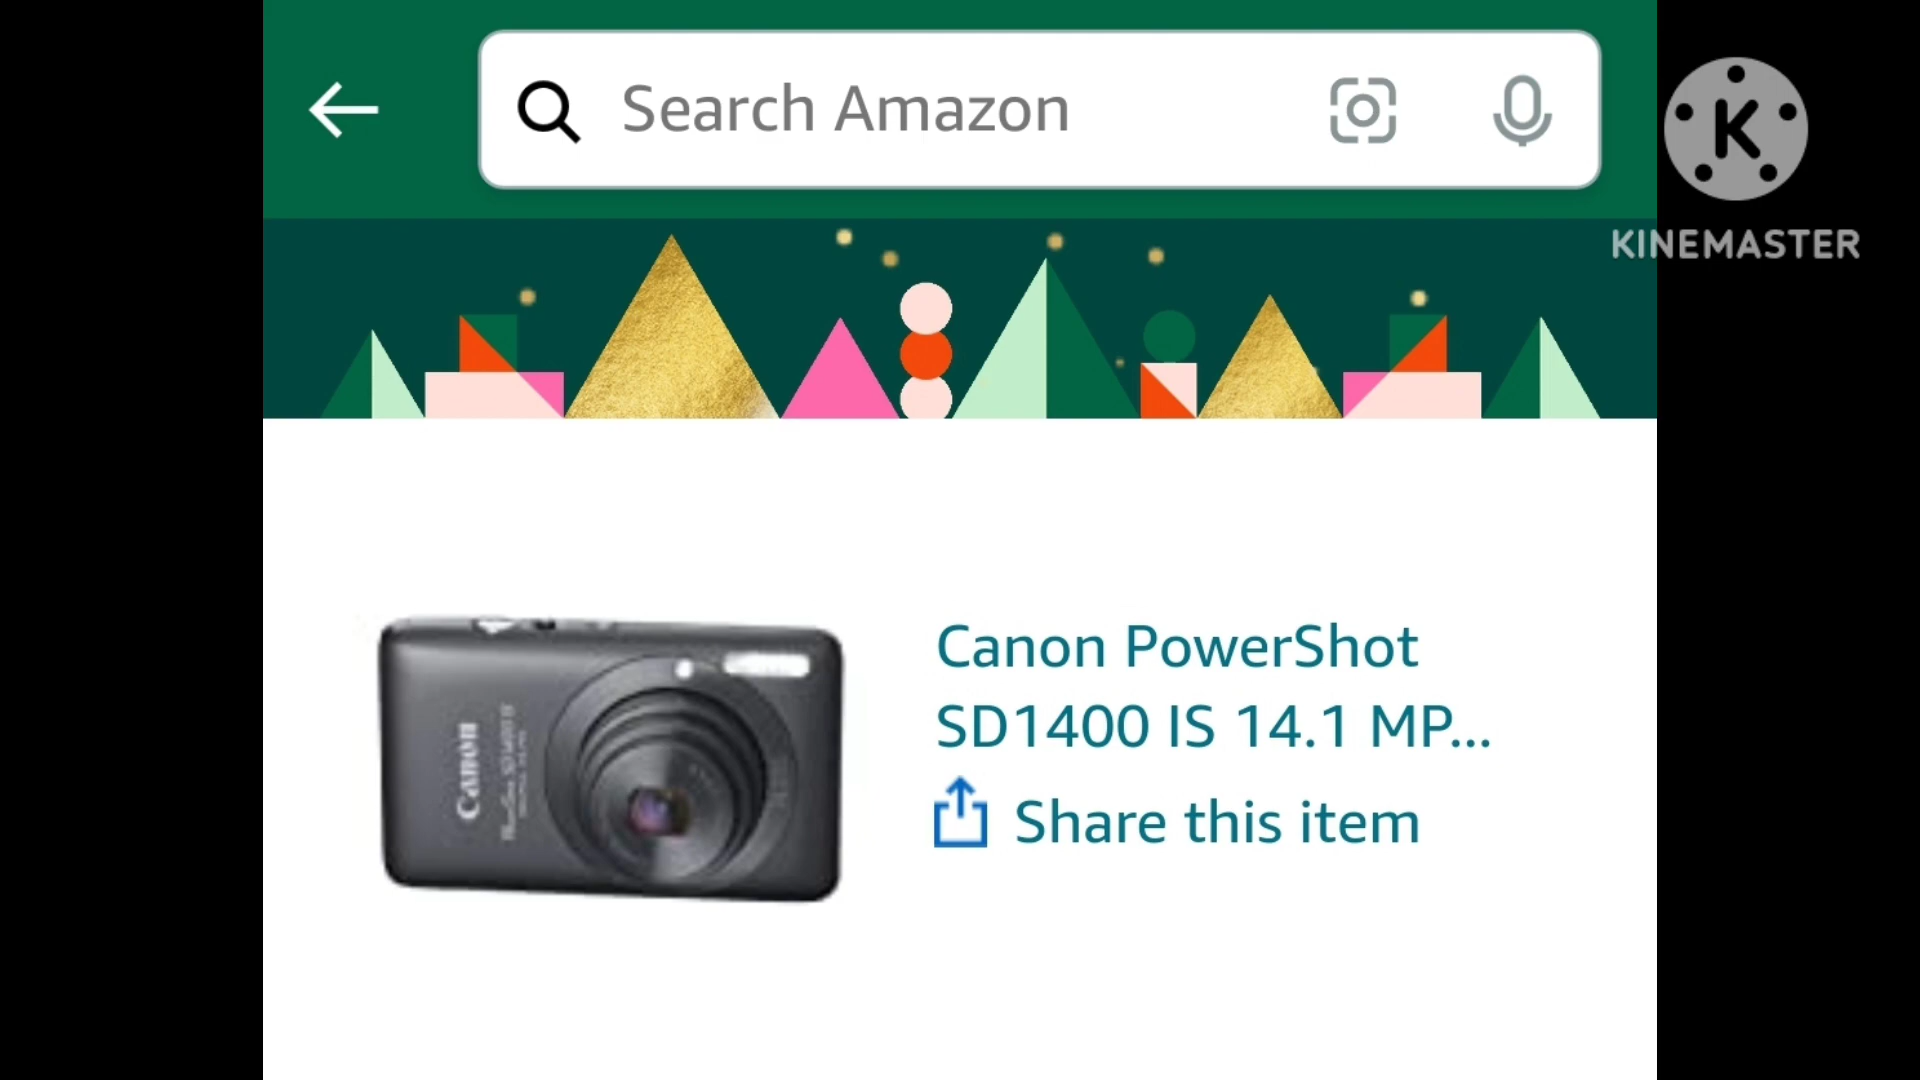 Search Amazon
KINEMASTER
Canon PowerShot
SD1400 IS 14.1 MP...
Share this item
Canon